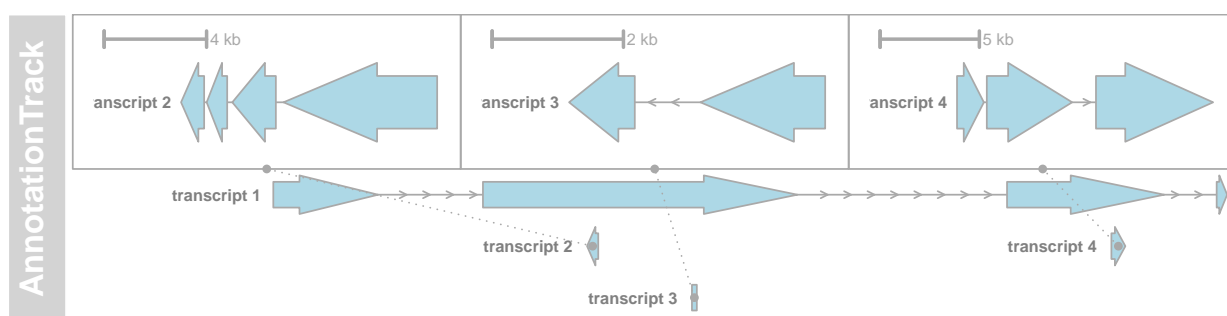 AnnotationTrack
4 kb
2 kb
5 kb
anscript 2
anscript 3
anscript 4
transcript 1
transcript 2
transcript 4
transcript 3